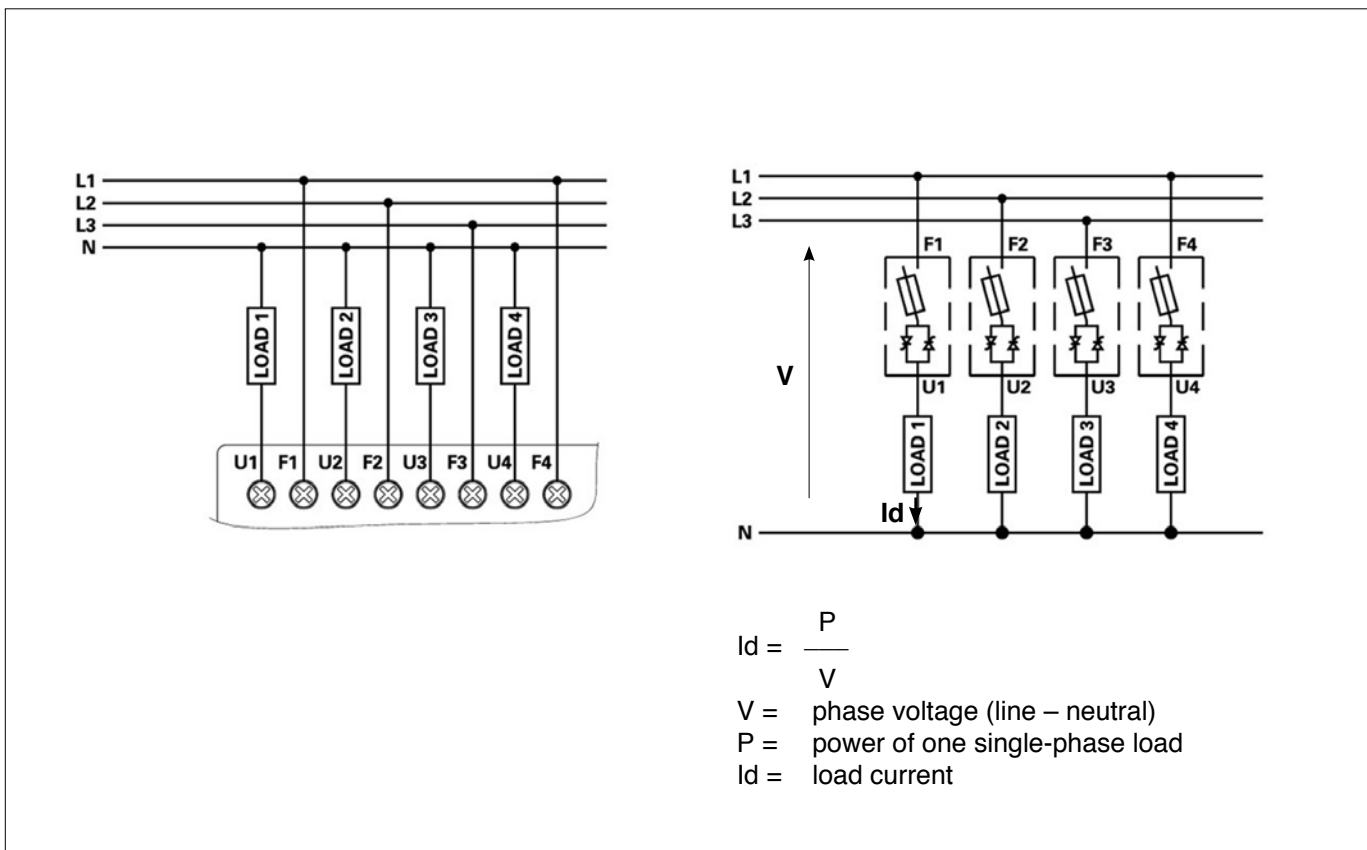 L1
L2
L3
N
LOAD 1
LOAD 2
LOAD 3
LOAD 4
U1 F1 U2 F2 U3 F3 U4 F4
L1
L2
L3
F1 F2 F3 F4
V
U1 U2 U3 U4
LOAD 1
LOAD 2
LOAD 3
LOAD 4
Id
N
P
Id =
V
V = phase voltage (line – neutral)
P = power of one single-phase load
Id = load current